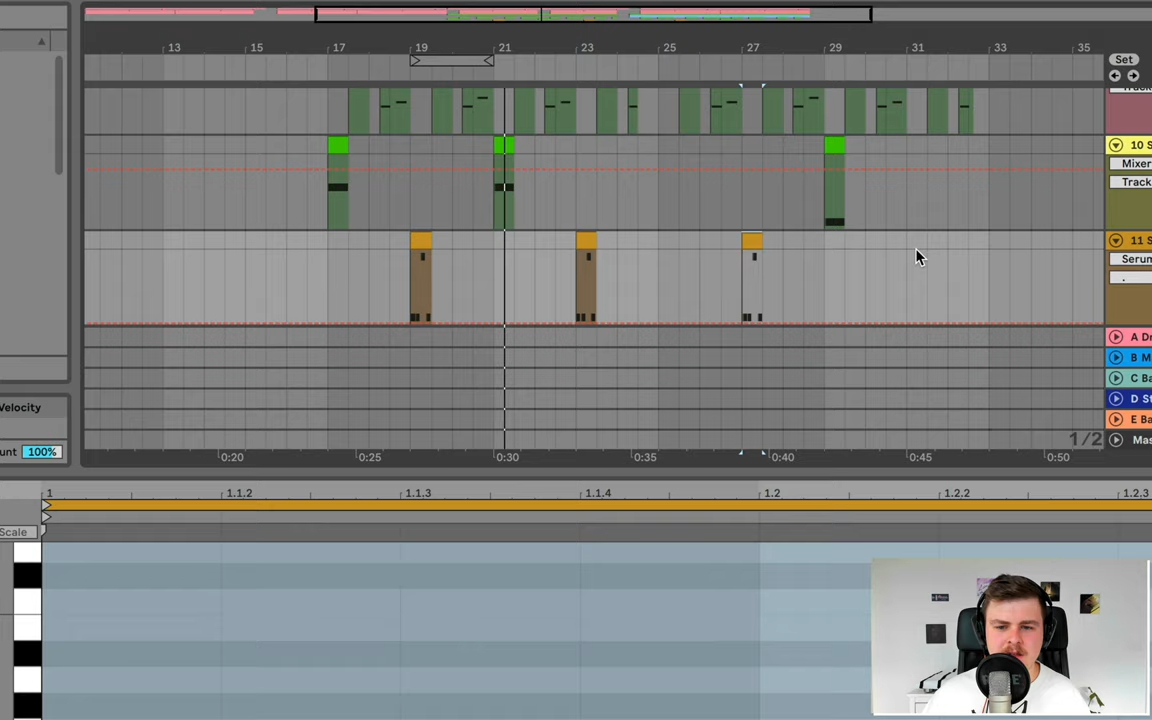 13 15 17 19 21 23 25 27 29 31 33 35
Set
10 S
Mixer
Track
11 S
Serum
.
A Dr
B M
C Ba
D St
E Ba
1/2 Mas
0:20 0:25 0:30 0:35 0:40 0:45 0:50
Velocity
unt 100%
1 1.1.2 1.1.3 1.1.4 1.2 1.2.2 1.2.3
Scale